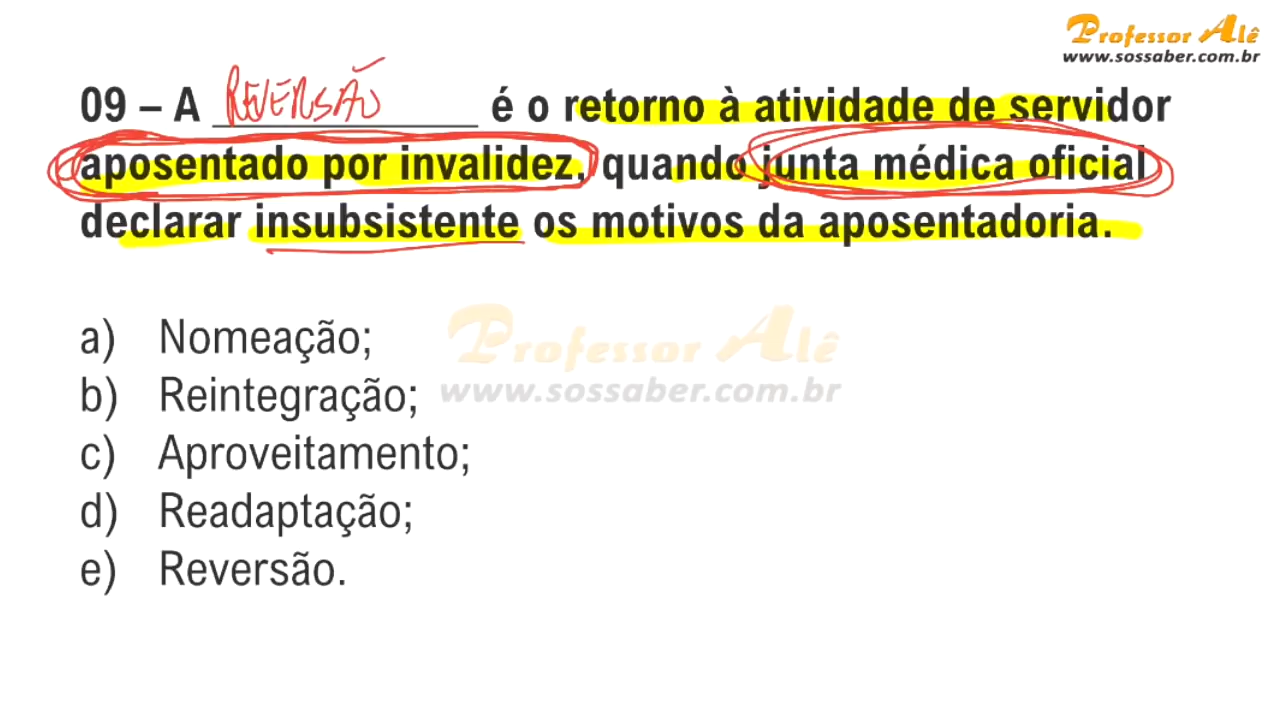 Professor Alê
www.sossaber.com.br
09 – A REVERSÃO é o retorno à atividade de servidor
aposentado por invalidez, quando junta médica oficial
declarar insubsistente os motivos da aposentadoria.
a) Nomeação;
Professor Alê
b) Reintegração;
www.sossaber.com.br
c) Aproveitamento;
d) Readaptação;
e) Reversão.